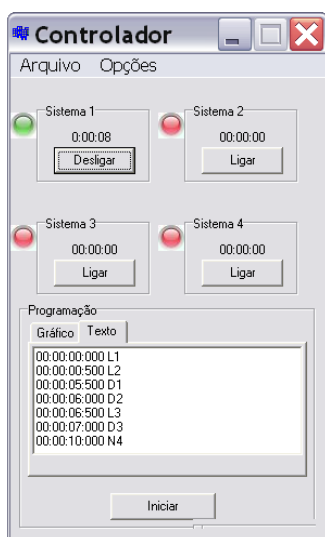 Controlador
Arquivo Opções
Sistema 1 Sistema 2
0:00:08 00:00:00
Desligar Ligar
Sistema 3 Sistema 4
00:00:00 00:00:00
Ligar Ligar
Programação
Gráfico Texto
00:00:00:000 L1
00:00:00:500 L2
00:00:05:500 D1
00:00:06:000 D2
00:00:06:500 L3
00:00:07:000 D3
00:00:10:000 N4
Iniciar